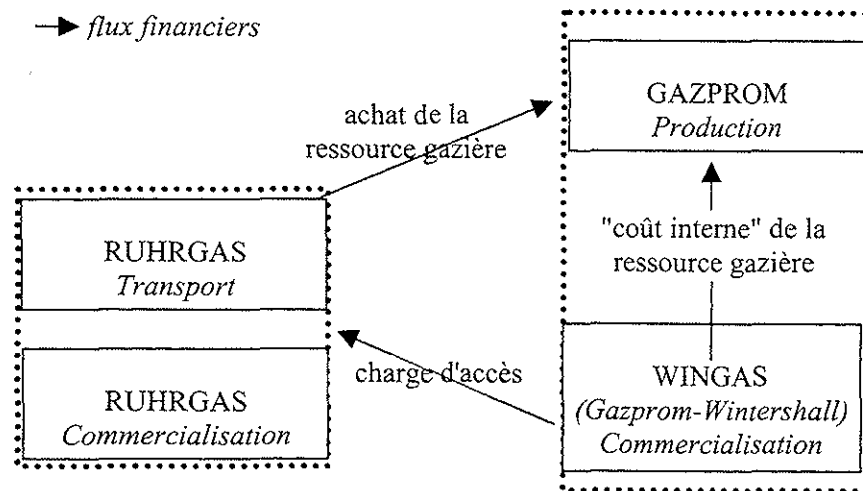 flux financiers
GAZPROM
Production
achat de la
ressource gazière
"coût interne" de la
ressource gazière
RUHRGAS
Transport
charge d'accès
RUHRGAS
Commercialisation
WINGAS
(Gazprom-Wintershall)
Commercialisation